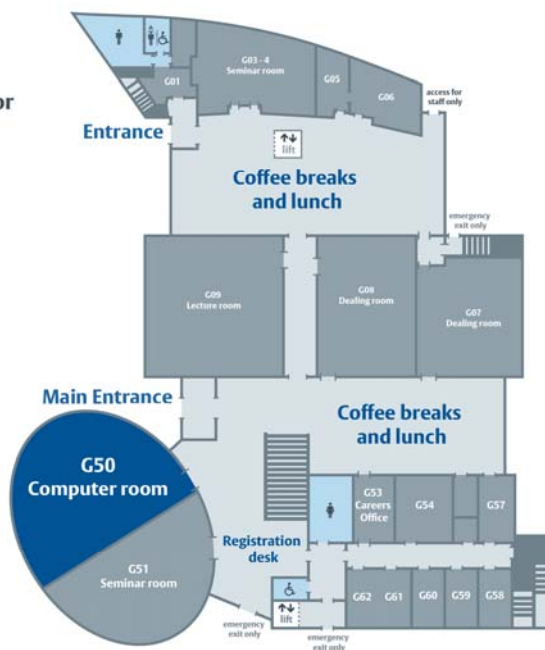 or
G03 - 4
Seminar room
G01
G05
G06
access for
staff only
Entrance
lift
Coffee breaks
and lunch
emergency
exit only
G09
Lecture room
G08
Dealing room
G07
Dealing room
Main Entrance
Coffee breaks
and lunch
G50
Computer room
G53
Careers
Office
G54
G57
Registration
desk
G51
Seminar room
G62
G61
G60
G59
G58
lift
emergency
exit only
emergency
exit only